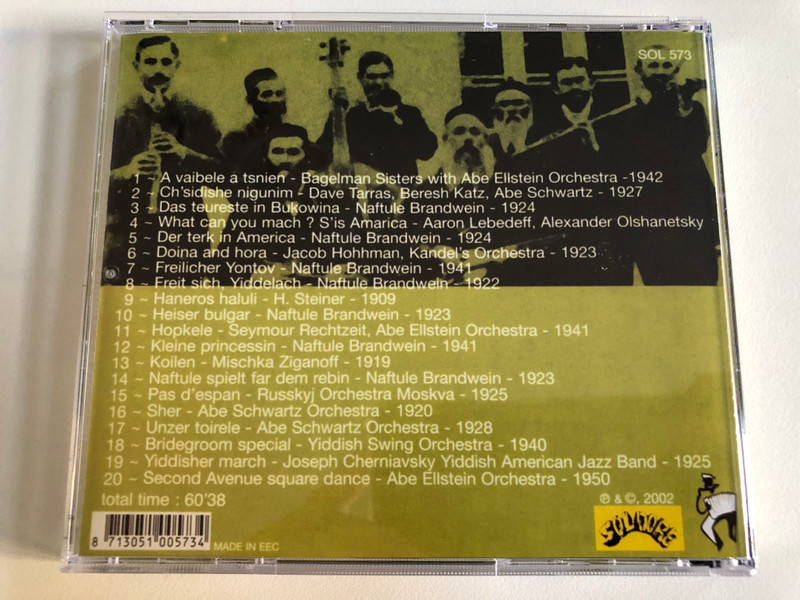 SOL 573
1 ~ A vaibele a tsnien - Bagelman Sisters with Abe Ellstein Orchestra -1942
2 ~ Ch'sidishe nigunim - Dave Tarras, Beresh Katz, Abe Schwartz - 1927
3 ~ Das teureste in Bukowina - Naftule Brandwein - 1924
4 ~ What can you mach ? S'is Amarica - Aaron Lebedeff, Alexander Olshanetsky
5 ~ Der terk in America - Naftule Brandwein - 1924
6 ~ Doina and hora - Jacob Hohhman, Kandel's Orchestra - 1923
7 ~ Freilicher Yontov - Naftule Brandwein - 1941
8 ~ Freit sich, Yiddelach - Naftule Brandwein - 1922
9 ~ Haneros haluli - H. Steiner - 1909
10 ~ Heiser bulgar - Naftule Brandwein - 1923
11 ~ Hopkele - Seymour Rechtzeit, Abe Ellstein Orchestra - 1941
12 ~ Kleine princessin - Naftule Brandwein - 1941
13 ~ Koilen - Mischka Ziganoff - 1919
14 ~ Naftule spielt far dem rebin - Naftule Brandwein - 1923
15 ~ Pas d'espan - Russkyj Orchestra Moskva - 1925
16 ~ Sher - Abe Schwartz Orchestra - 1920
17 ~ Unzer toirele - Abe Schwartz Orchestra - 1928
18 ~ Bridegroom special - Yiddish Swing Orchestra - 1940
19 ~ Yiddisher march - Joseph Cherniavsky Yiddish American Jazz Band - 1925
20 ~ Second Avenue square dance - Abe Ellstein Orchestra - 1950
total time : 60'38
℗ & ©, 2002
SOLDORE
8 713051 005734
MADE IN EEC